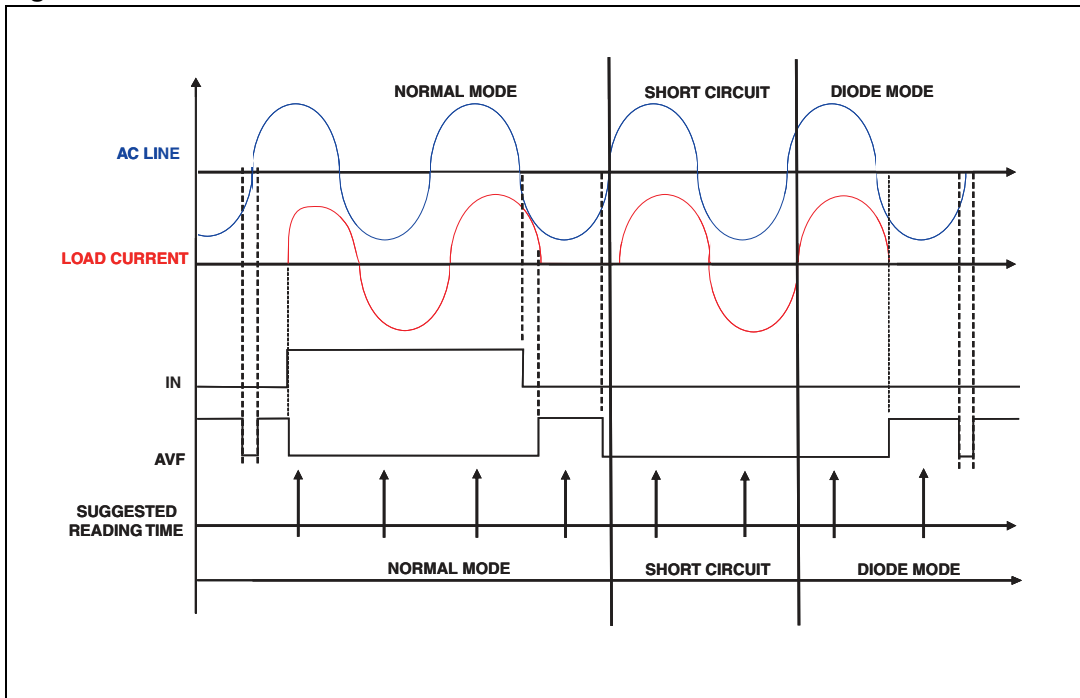 NORMAL MODE
SHORT CIRCUIT
DIODE MODE
AC LINE
LOAD CURRENT
IN
AVF
SUGGESTED
READING TIME
NORMAL MODE
SHORT CIRCUIT
DIODE MODE